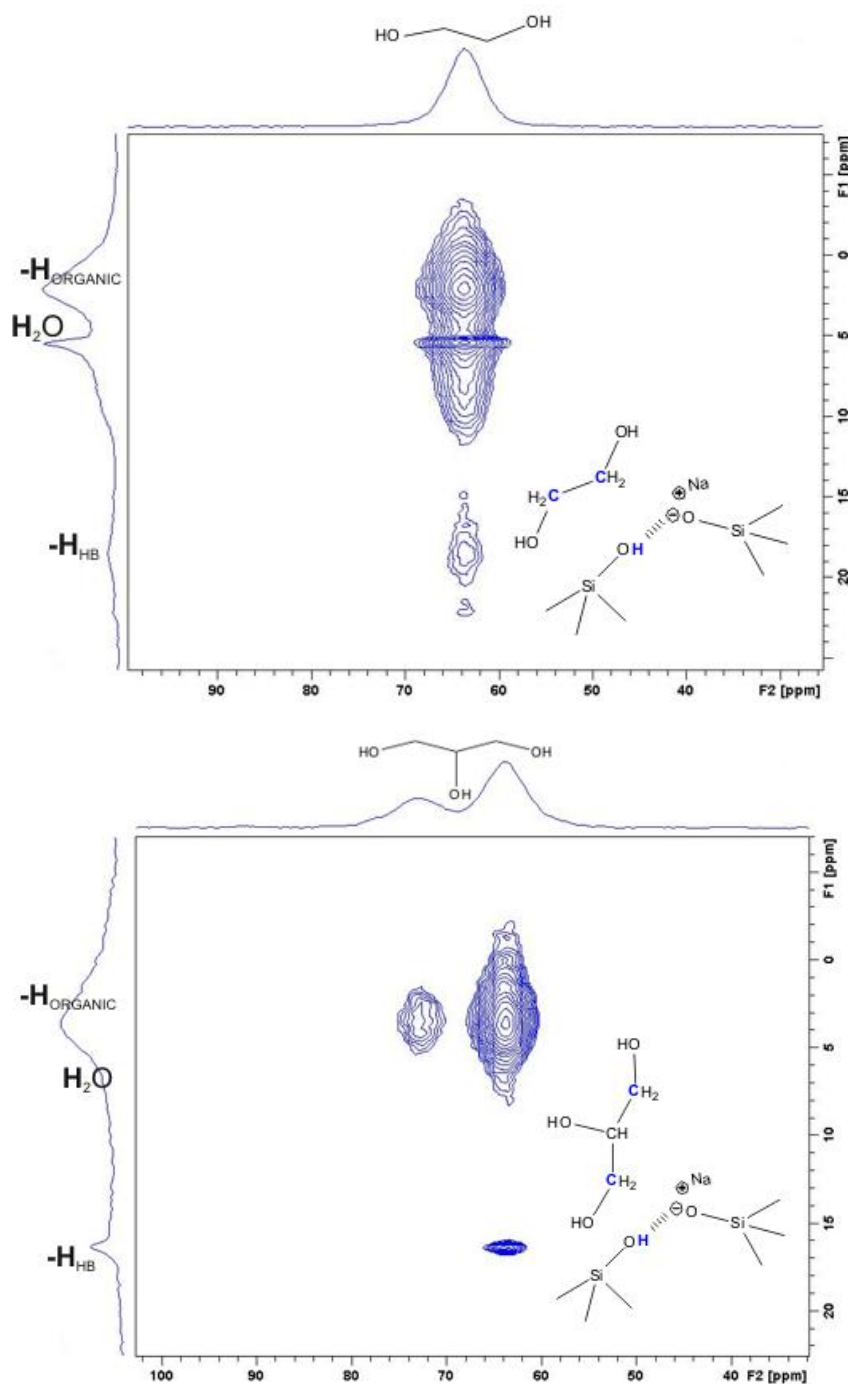 HO
OH
F1 [ppm]
0
5
10
15
20
-HORGANIC
H2O
-HHB
OH
H2C
CH2
HO
⊕Na
⊖O
Si
OH
Si
90
80
70
60
50
40
F2 [ppm]
HO
OH
OH
F1 [ppm]
0
5
10
15
20
-HORGANIC
H2O
-HHB
HO
CH2
HO
CH
CH2
HO
⊕Na
⊖O
Si
OH
Si
100
90
80
70
60
50
40
F2 [ppm]